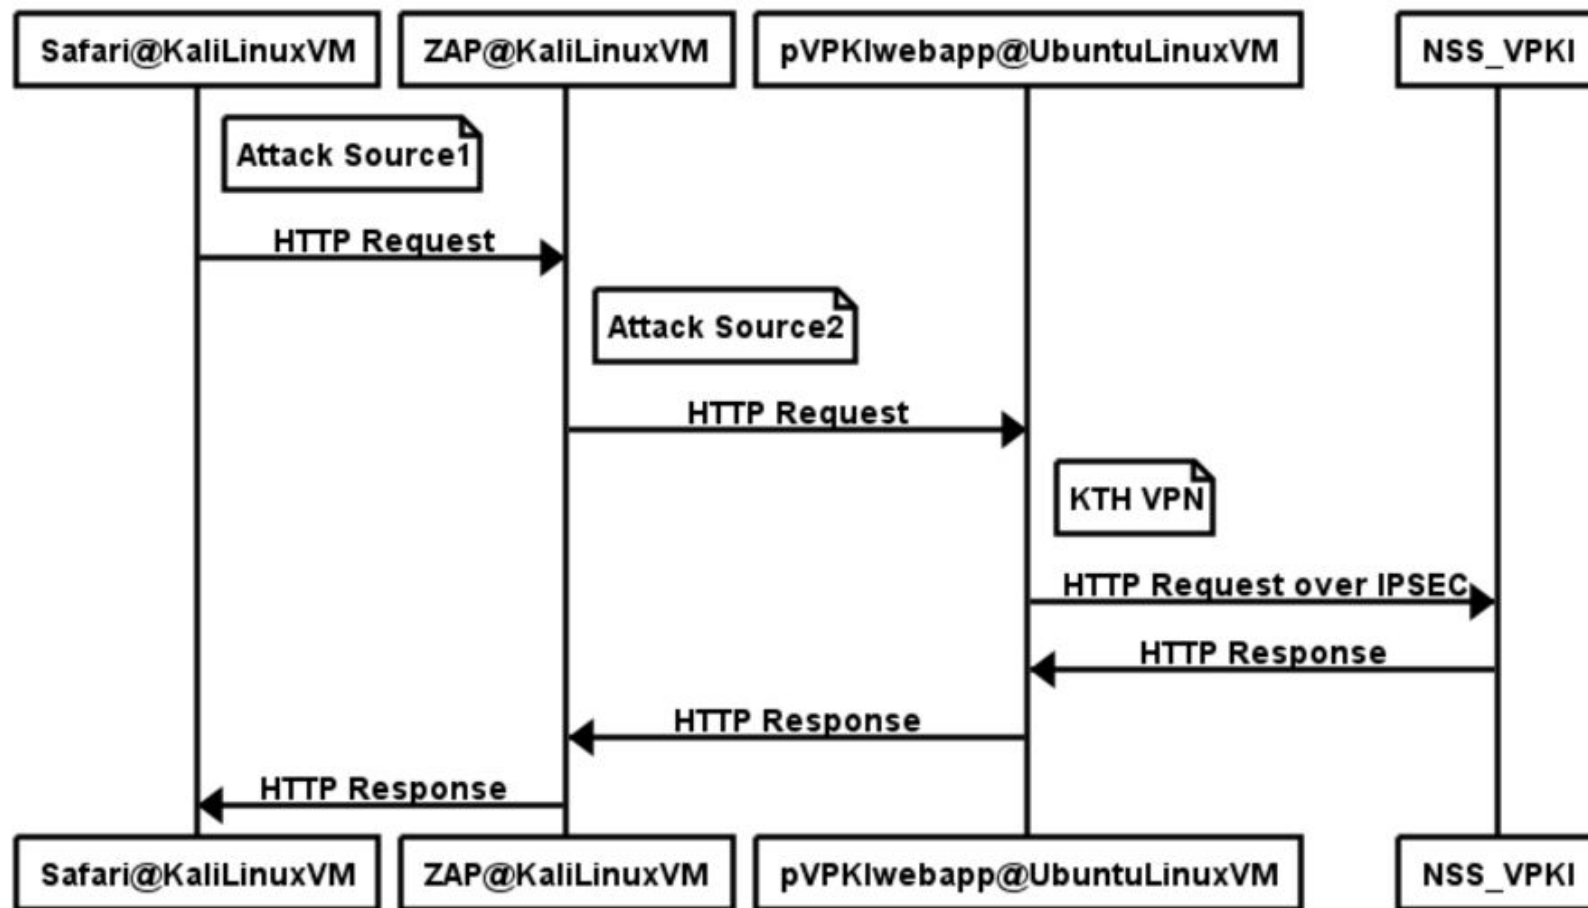 Safari@KaliLinuxVM ZAP@KaliLinuxVM pVPKIwebapp@UbuntuLinuxVM NSS_VPKI
Attack Source1
HTTP Request
Attack Source2
HTTP Request
KTH VPN
HTTP Request over IPSEC
HTTP Response
HTTP Response
HTTP Response
Safari@KaliLinuxVM ZAP@KaliLinuxVM pVPKIwebapp@UbuntuLinuxVM NSS_VPKI